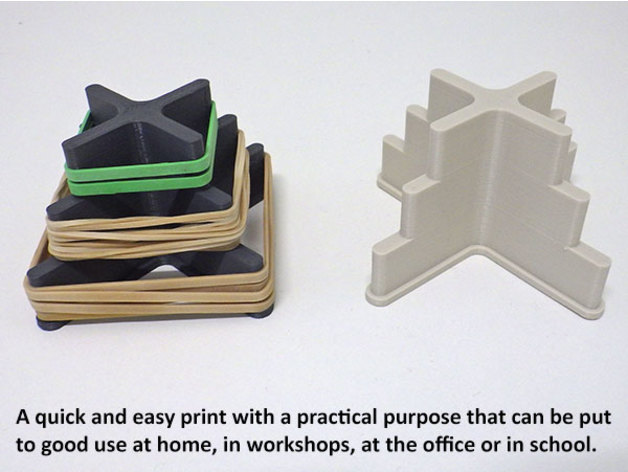 A quick and easy print with a practical purpose that can be put
to good use at home, in workshops, at the office or in school.